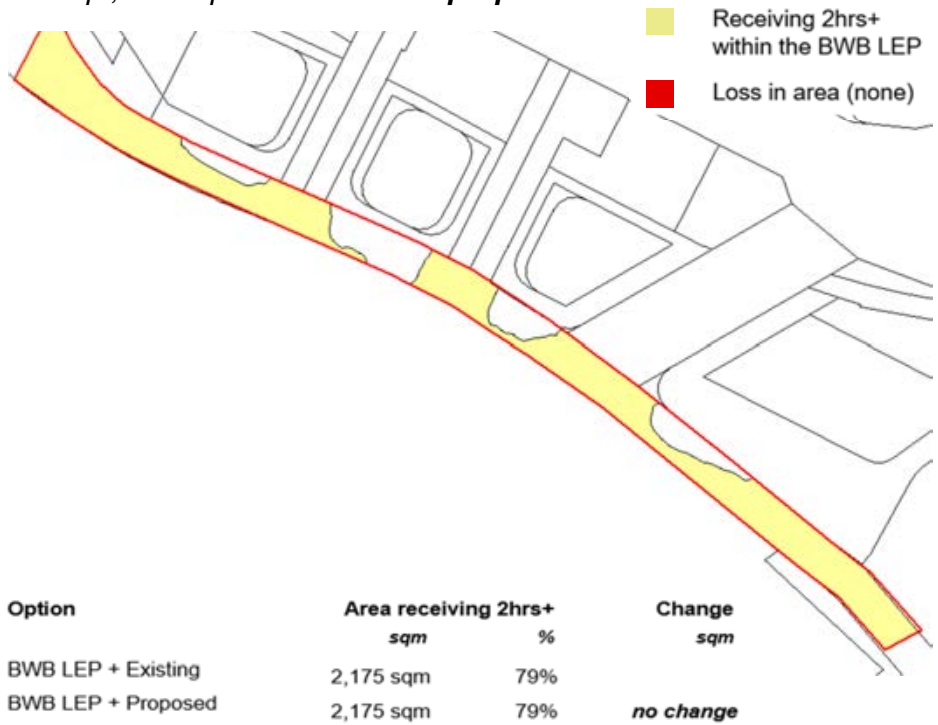 Receiving 2hrs+
within the BWB LEP
Loss in area (none)
Option Area receiving 2hrs+ Change
sqm % sqm
BWB LEP + Existing 2,175 sqm 79%
BWB LEP + Proposed 2,175 sqm 79% no change